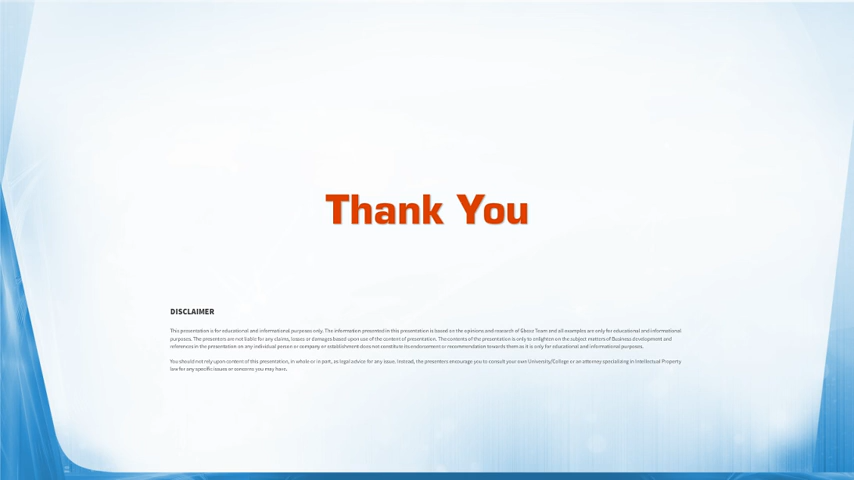 Thank You
DISCLAIMER
This presentation is for educational and informational purposes only. The information presented in this presentation is based on the opinions and research of Team and all examples are only for educational and informational
purposes. The presenters are not liable for any claims, losses or damages based upon use of the content of presentation. The contents of the presentation is only to enlighten on the subject matters of Business development and
references in the presentation on any individual person or company or establishment does not constitute its endorsement or recommendation towards them as it is only for educational and informational purposes.
You should not rely upon content of this presentation, in whole or in part, as legal advice for any issue. Instead, the presenters encourage you to consult your own University/College or an attorney specialising in Intellectual Property
law for any specific issues or concerns you may have.